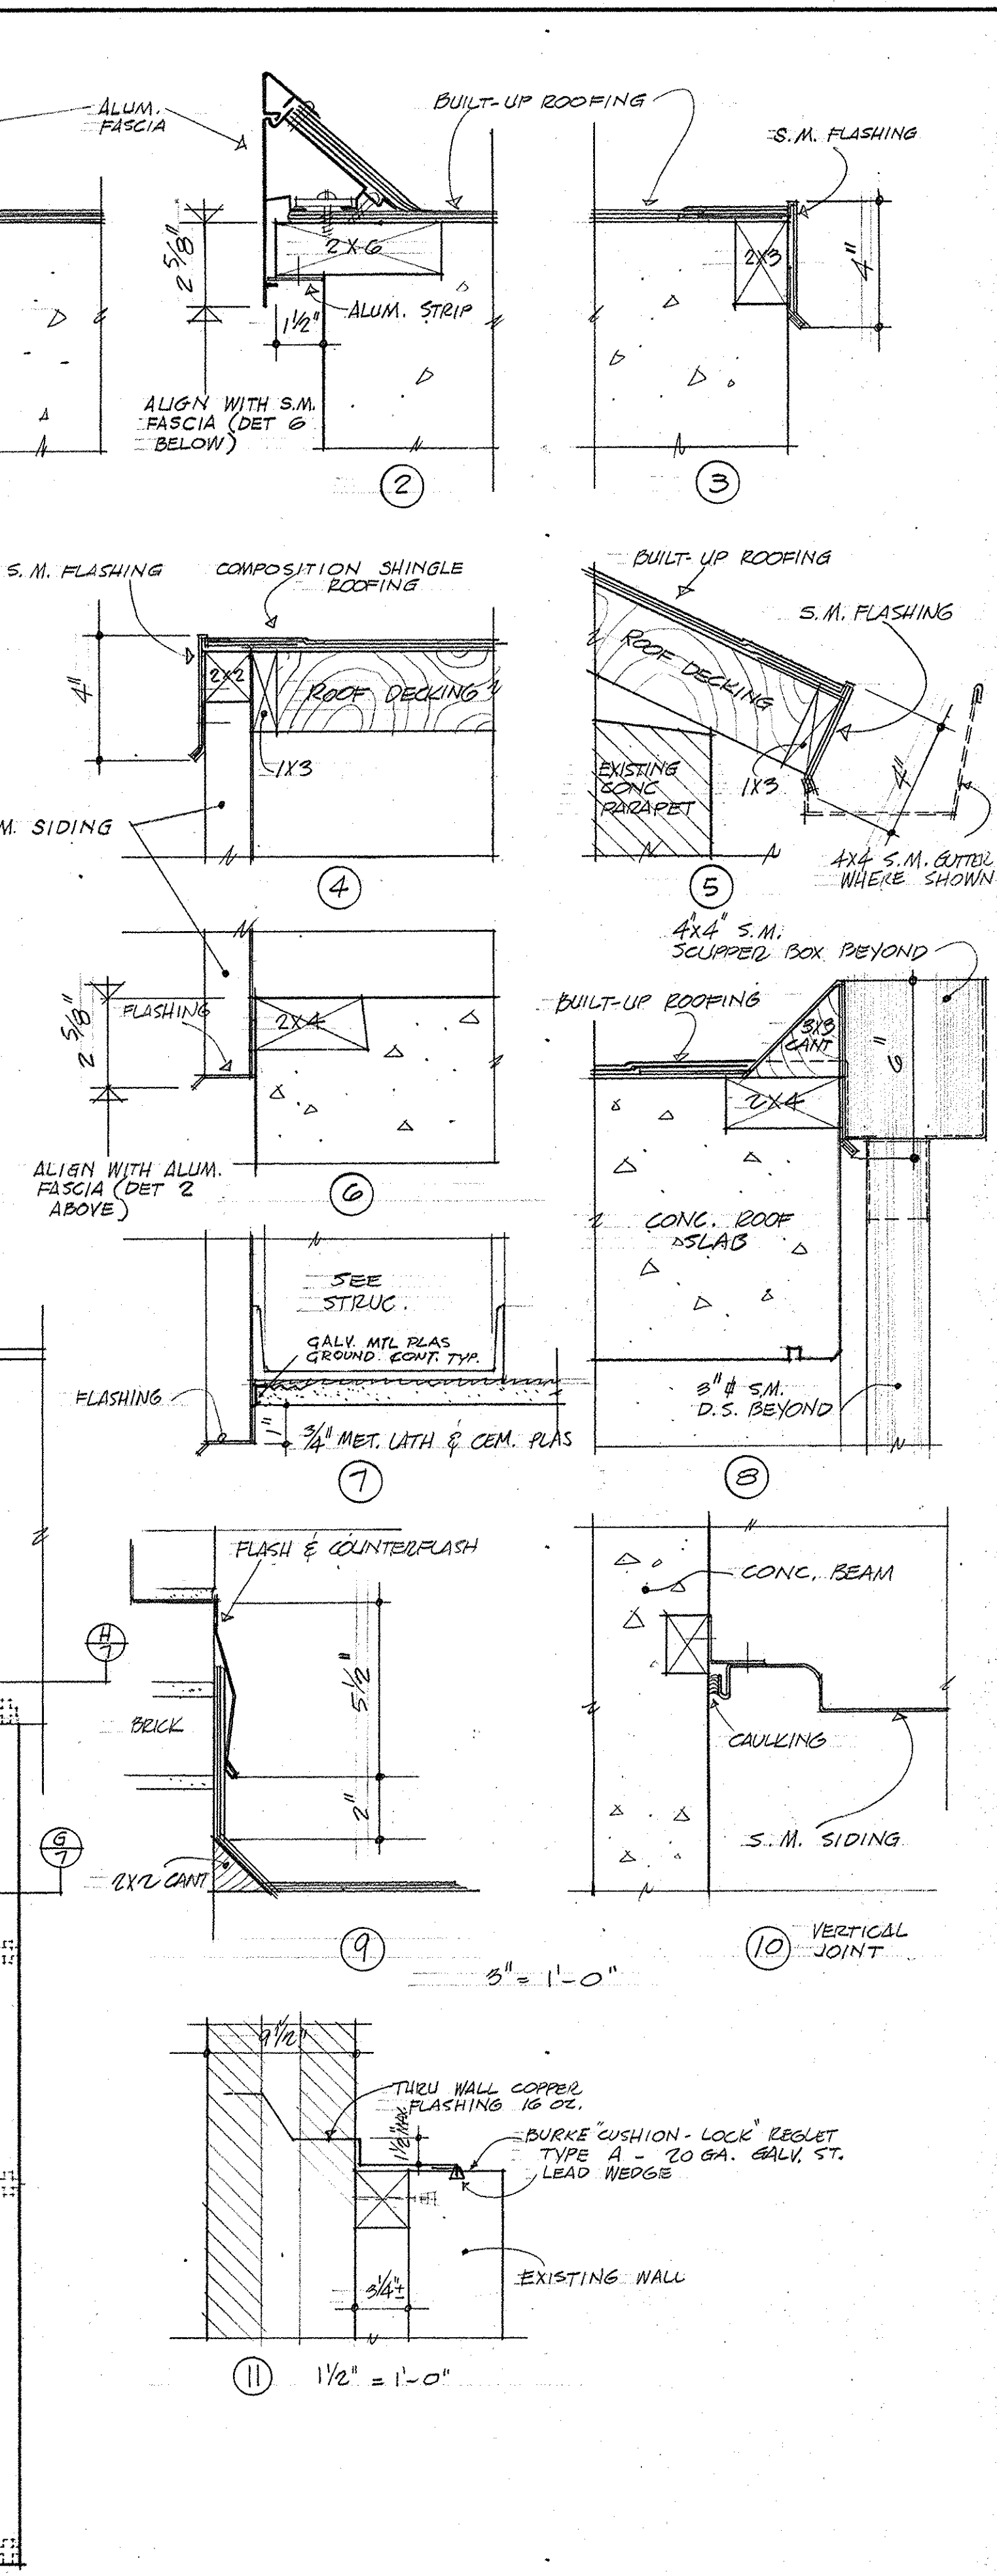 ALUM.
FASCIA
BUILT-UP ROOFING
S.M. FLASHING
2 5/8"
2X6
ALUM. STRIP
1 1/2"
ALIGN WITH S.M.
FASCIA (DET 6
BELOW)
2
2X3
4"
3
S.M. FLASHING
COMPOSITION SHINGLE
ROOFING
4"
2X2
ROOF DECKING
1X3
M. SIDING
4
BUILT-UP ROOFING
S.M. FLASHING
ROOF DECKING
EXISTING
CONC
PARAPET
1X3
4"
4X4 S.M. GUTTER
WHERE SHOWN
5
2 5/8"
FLASHING
2X4
ALIGN WITH ALUM.
FASCIA (DET 2
ABOVE)
6
4"X4" S.M.
SCUPPER BOX BEYOND
BUILT-UP ROOFING
3X3
CANT
6"
2X4
CONC. ROOF
SLAB
3" ⌀ S.M.
D.S. BEYOND
8
SEE
STRUC.
GALV. MTL PLAS
GROUND CONT. TYP.
FLASHING
1"
3/4" MET. LATH & CEM. PLAS
7
FLASH & COUNTERFLASH
H
7
5 1/2"
BRICK
2"
G
7
2X2 CANT
9
CONC. BEAM
CAULKING
S.M. SIDING
10 VERTICAL
JOINT
3" = 1'-0"
9 1/2"
THRU WALL COPPER
FLASHING 16 OZ.
1 1/2" MAX.
BURKE "CUSHION-LOCK" REGLET
TYPE A - 20 GA. GALV. ST.
LEAD WEDGE
EXISTING WALL
3 1/4"±
11 1 1/2" = 1'-0"